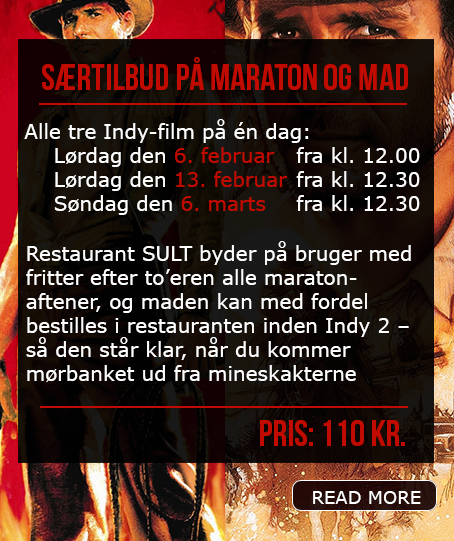 SÆRTILBUD PÅ MARATON OG MAD
Alle tre Indy-film på én dag:
Lørdag den 6. februar fra kl. 12.00
Lørdag den 13. februar fra kl. 12.30
Søndag den 6. marts fra kl. 12.30
Restaurant SULT byder på bruger med
fritter efter to’eren alle maraton-
aftener, og maden kan med fordel
bestilles i restauranten inden Indy 2 –
så den står klar, når du kommer
mørbanket ud fra mineskakterne
PRIS: 110 KR.
READ MORE